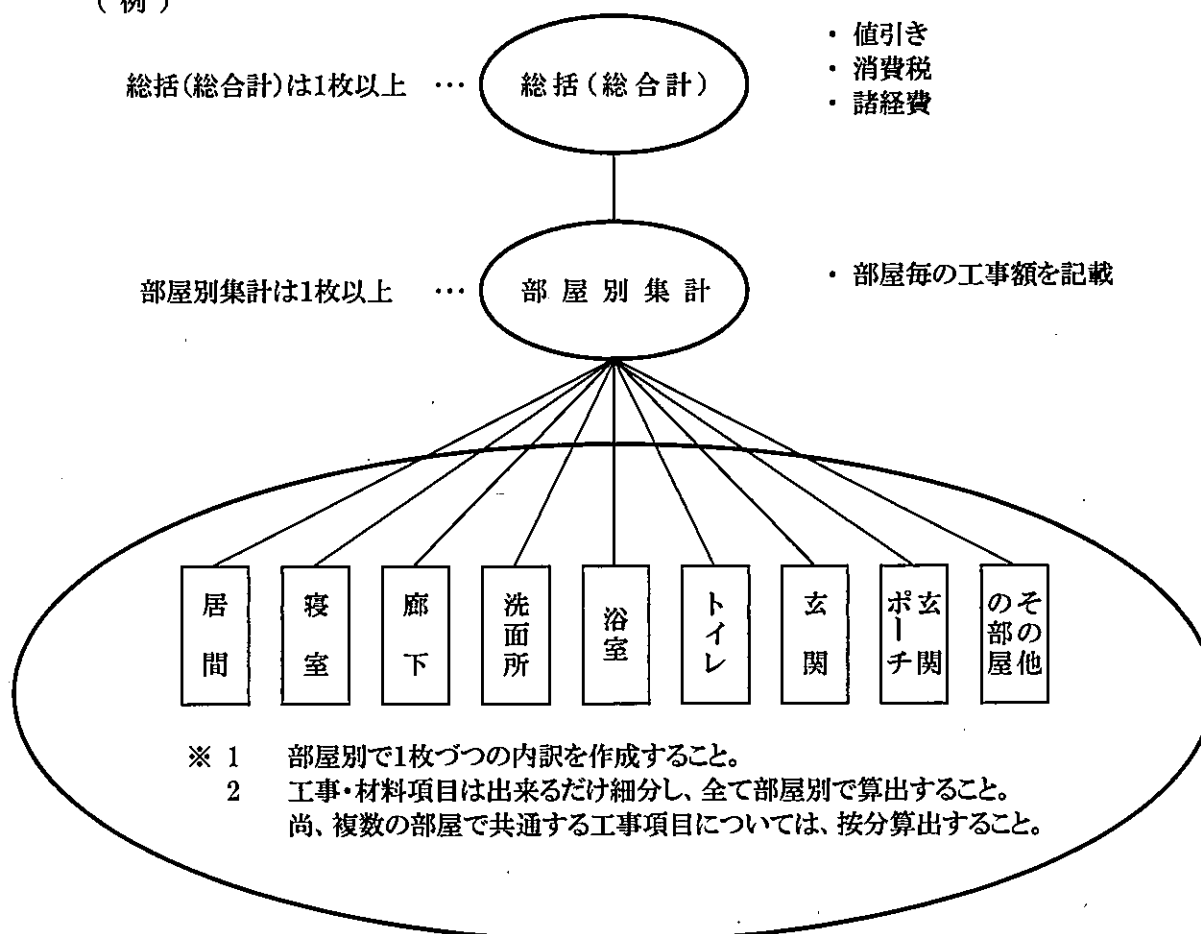 (例)
・ 値引き
総括(総合計)は1枚以上 … 総括(総合計) ・ 消費税
・ 諸経費
部屋別集計は1枚以上 … 部屋別集計 ・ 部屋毎の工事額を記載
居間
寝室
廊下
洗面所
浴室
トイレ
玄関
玄関
ポーチ
その他
の部屋
※ 1 部屋別で1枚づつの内訳を作成すること。
2 工事・材料項目は出来るだけ細分し、全て部屋別で算出すること。
尚、複数の部屋で共通する工事項目については、按分算出すること。